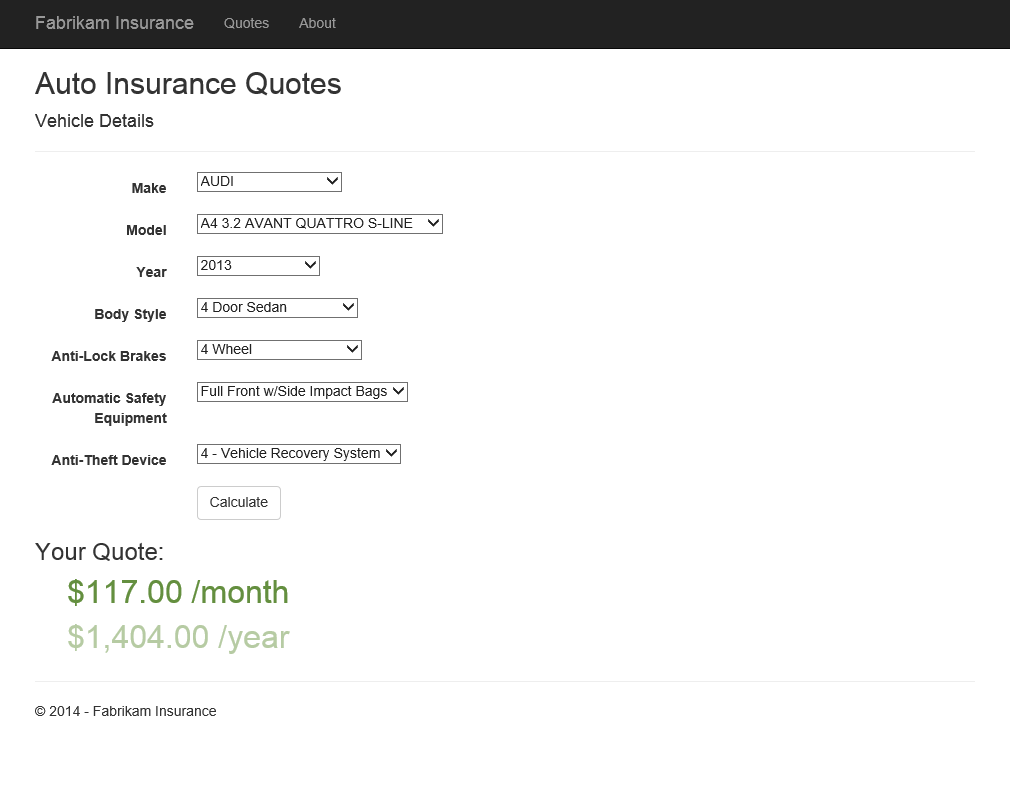 Fabrikam Insurance Quotes About
Auto Insurance Quotes
Vehicle Details
Make AUDI
Model A4 3.2 AVANT QUATTRO S-LINE
Year 2013
Body Style 4 Door Sedan
Anti-Lock Brakes 4 Wheel
Automatic Safety Full Front w/Side Impact Bags
Equipment
Anti-Theft Device 4 - Vehicle Recovery System
Calculate
Your Quote:
$117.00 /month
$1,404.00 /year
© 2014 - Fabrikam Insurance